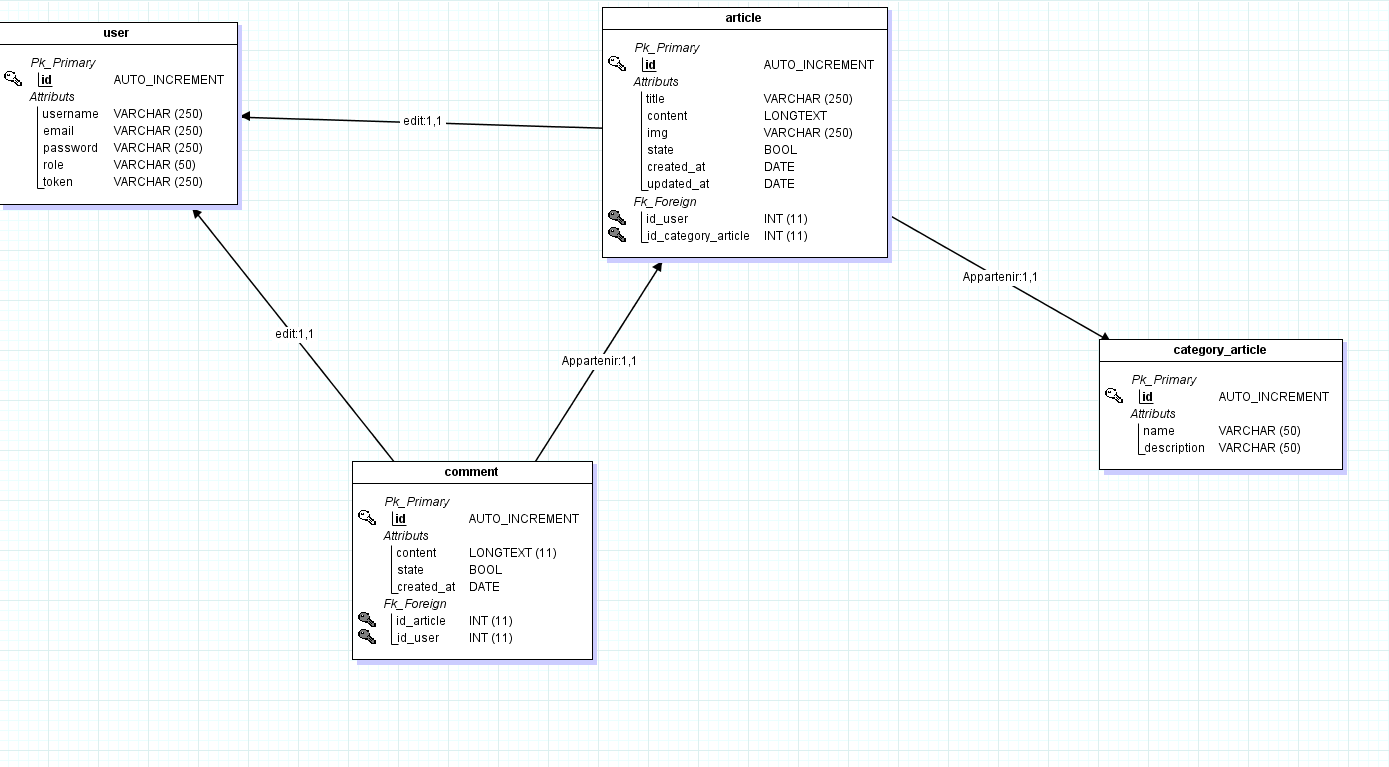 user
Pk_Primary
id AUTO_INCREMENT
Attributs
username VARCHAR (250)
email VARCHAR (250)
password VARCHAR (250)
role VARCHAR (50)
token VARCHAR (250)
edit:1,1
article
Pk_Primary
id AUTO_INCREMENT
Attributs
title VARCHAR (250)
content LONGTEXT
img VARCHAR (250)
state BOOL
created_at DATE
updated_at DATE
Fk_Foreign
id_user INT (11)
id_category_article INT (11)
Appartenir:1,1
edit:1,1
Appartenir:1,1
category_article
Pk_Primary
id AUTO_INCREMENT
Attributs
name VARCHAR (50)
description VARCHAR (50)
comment
Pk_Primary
id AUTO_INCREMENT
Attributs
content LONGTEXT (11)
state BOOL
created_at DATE
Fk_Foreign
id_article INT (11)
id_user INT (11)